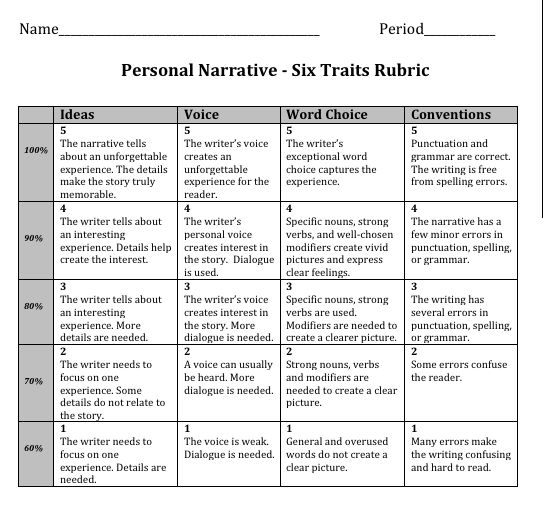 Name________________________________ Period___________
Personal Narrative - Six Traits Rubric
Ideas Voice Word Choice Conventions
100%
5
The narrative tells
about an unforgettable
experience. The details
make the story truly
memorable.
5
The writer's voice
creates an
unforgettable
experience for the
reader.
5
The writer's
exceptional word
choice captures the
experience.
5
Punctuation and
grammar are correct.
The writing is free
from spelling errors.
90%
4
The writer tells about
an interesting
experience. Details help
create the interest.
4
The writer's
personal voice
creates interest in
the story. Dialogue
is used.
4
Specific nouns, strong
verbs, and well-chosen
modifiers create vivid
pictures and express
clear feelings.
4
The narrative has a
few minor errors in
punctuation, spelling,
or grammar.
80%
3
The writer tells about
an interesting
experience. More
details are needed.
3
The writer's voice
creates interest in
the story. More
dialogue is needed.
3
Specific nouns, strong
verbs are used.
Modifiers are needed to
create a clearer picture.
3
The writing has
several errors in
punctuation, spelling,
or grammar.
70%
2
The writer needs to
focus on one
experience. Some
details do not relate to
the story.
2
A voice can usually
be heard. More
dialogue is needed.
2
Strong nouns, verbs
and modifiers are
needed to create a clear
picture.
2
Some errors confuse
the reader.
60%
1
The writer needs to
focus on one
experience. Details are
needed.
1
The voice is weak.
Dialogue is needed.
1
General and overused
words do not create a
clear picture.
1
Many errors make
the writing confusing
and hard to read.